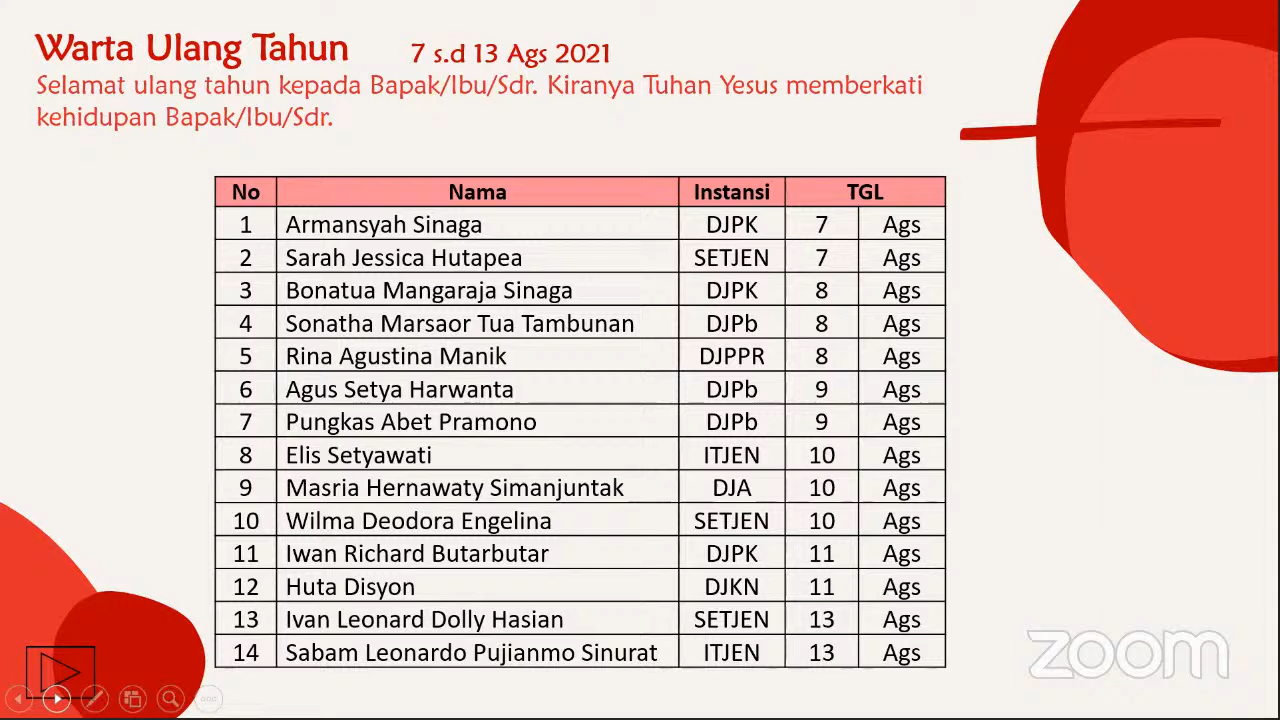 Warta Ulang Tahun 7 s.d 13 Ags 2021
Selamat ulang tahun kepada Bapak/Ibu/Sdr. Kiranya Tuhan Yesus memberkati
kehidupan Bapak/Ibu/Sdr.
No Nama Instansi TGL
1 Armansyah Sinaga DJPK 7 Ags
2 Sarah Jessica Hutapea SETJEN 7 Ags
3 Bonatua Mangaraja Sinaga DJPK 8 Ags
4 Sonatha Marsaor Tua Tambunan DJPb 8 Ags
5 Rina Agustina Manik DJPPR 8 Ags
6 Agus Setya Harwanta DJPb 9 Ags
7 Pungkas Abet Pramono DJPb 9 Ags
8 Elis Setyawati ITJEN 10 Ags
9 Masria Hernawaty Simanjuntak DJA 10 Ags
10 Wilma Deodora Engelina SETJEN 10 Ags
11 Iwan Richard Butarbutar DJPK 11 Ags
12 Huta Disyon DJKN 11 Ags
13 Ivan Leonard Dolly Hasian SETJEN 13 Ags
14 Sabam Leonardo Pujianmo Sinurat ITJEN 13 Ags
zoom